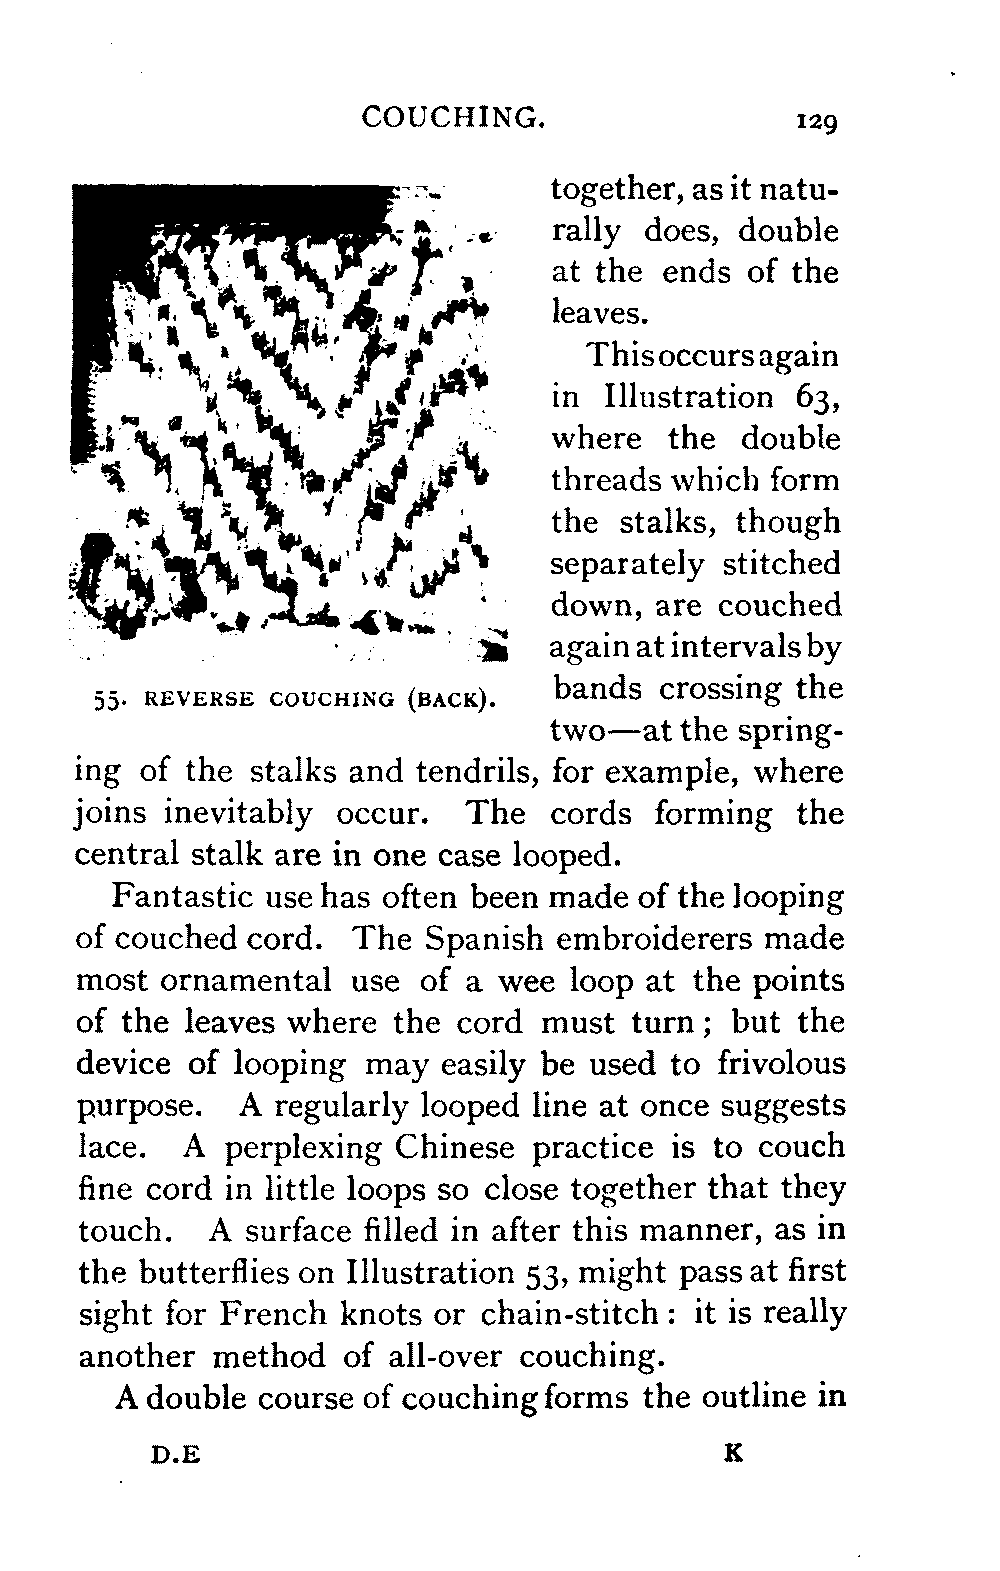 COUCHING. 129
together, as it natu-
rally does, double
at the ends of the
leaves.
This occurs again
in Illustration 63,
where the double
threads which form
the stalks, though
separately stitched
down, are couched
again at intervals by
bands crossing the
two—at the spring-
55. REVERSE COUCHING (BACK).
ing of the stalks and tendrils, for example, where
joins inevitably occur. The cords forming the
central stalk are in one case looped.
Fantastic use has often been made of the looping
of couched cord. The Spanish embroiderers made
most ornamental use of a wee loop at the points
of the leaves where the cord must turn; but the
device of looping may easily be used to frivolous
purpose. A regularly looped line at once suggests
lace. A perplexing Chinese practice is to couch
fine cord in little loops so close together that they
touch. A surface filled in after this manner, as in
the butterflies on Illustration 53, might pass at first
sight for French knots or chain-stitch: it is really
another method of all-over couching.
A double course of couching forms the outline in
D.E K